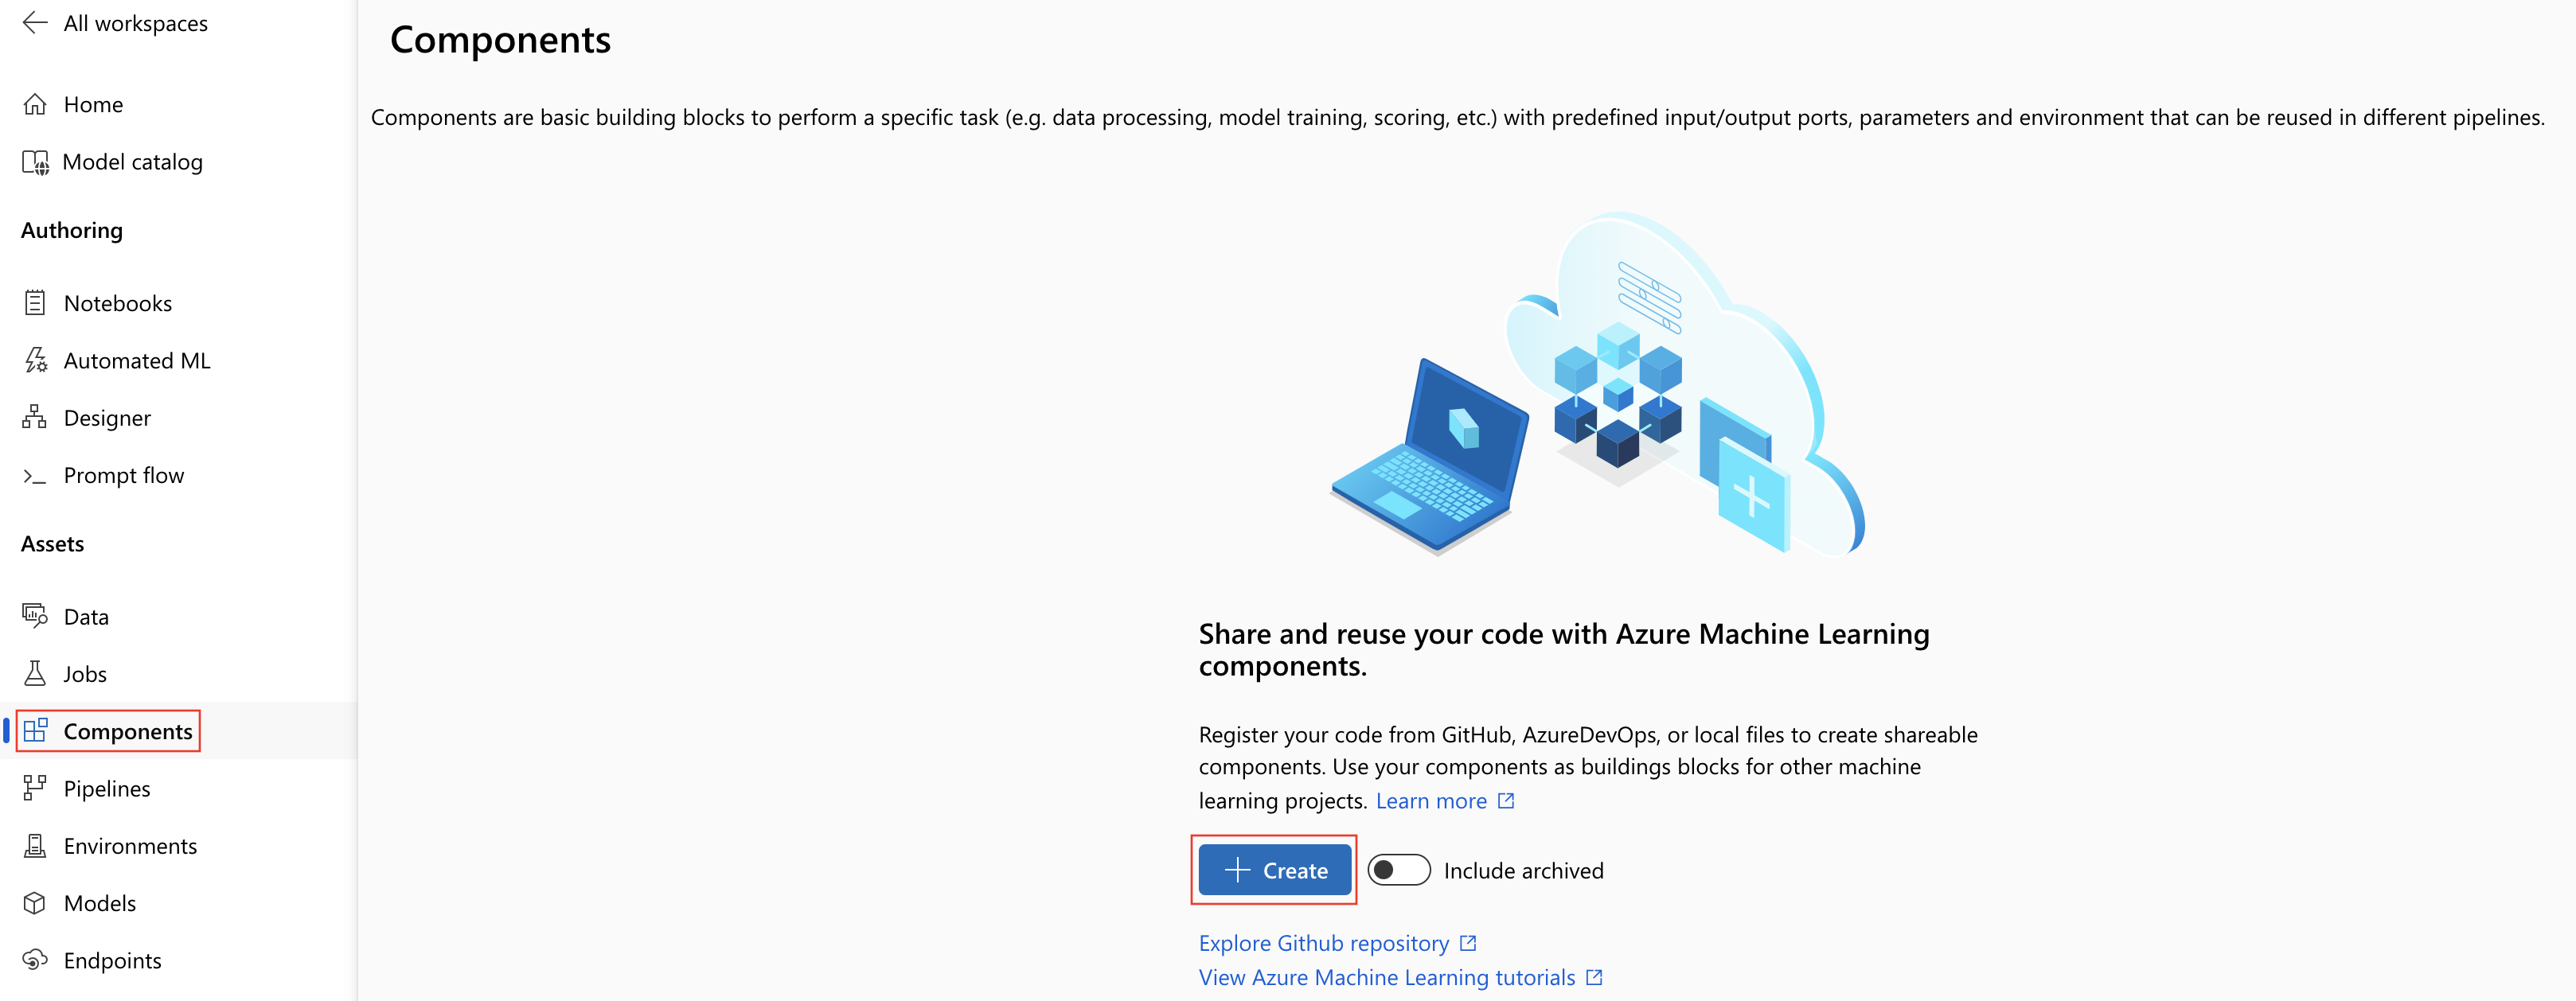 All workspaces
Home
Model catalog
Authoring
Notebooks
Automated ML
Designer
Prompt flow
Assets
Data
Jobs
Components
Pipelines
Environments
Models
Endpoints
Components
Components are basic building blocks to perform a specific task (e.g. data processing, model training, scoring, etc.) with predefined input/output ports, parameters and environment that can be reused in different pipelines.
Share and reuse your code with Azure Machine Learning
components.
Register your code from GitHub, AzureDevOps, or local files to create shareable
components. Use your components as buildings blocks for other machine
learning projects. Learn more
Create
Include archived
Explore Github repository
View Azure Machine Learning tutorials